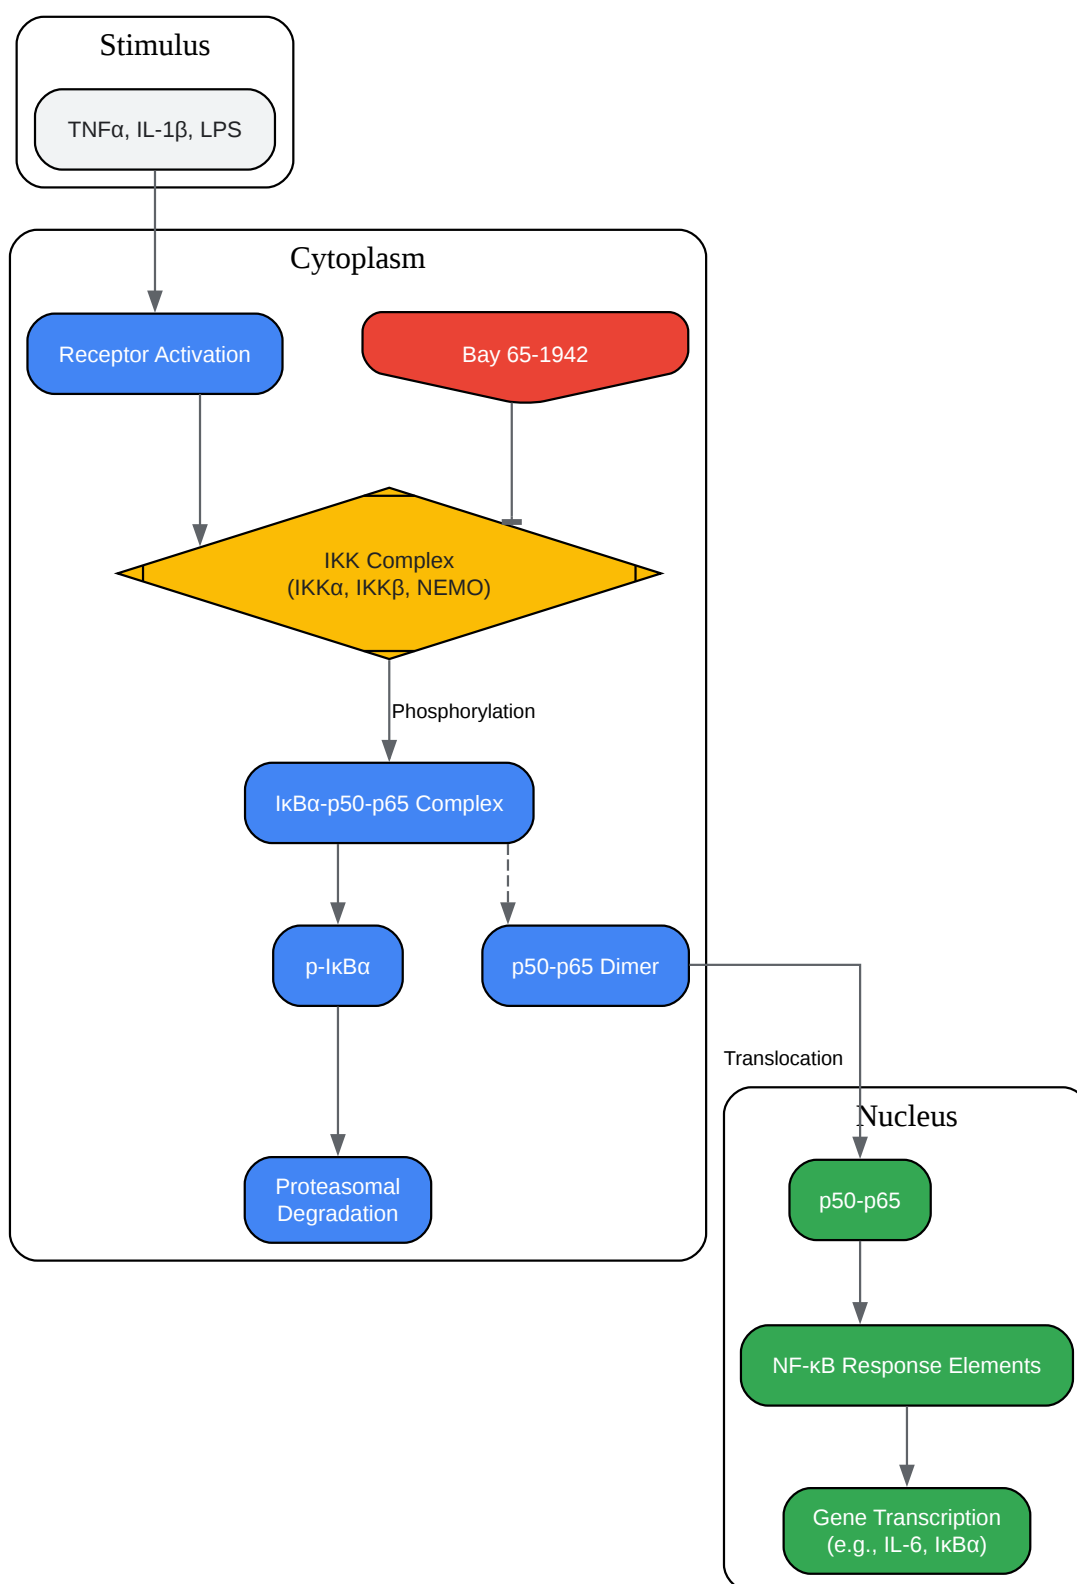 Stimulus
TNFα, IL-1β, LPS
Cytoplasm
Receptor Activation
Bay 65-1942
IKK Complex
(IKKα, IKKβ, NEMO)
Phosphorylation
IκBα-p50-p65 Complex
p-IκBα
p50-p65 Dimer
Translocation
Nucleus
Proteasomal
Degradation
p50-p65
NF-κB Response Elements
Gene Transcription
(e.g., IL-6, IκBα)